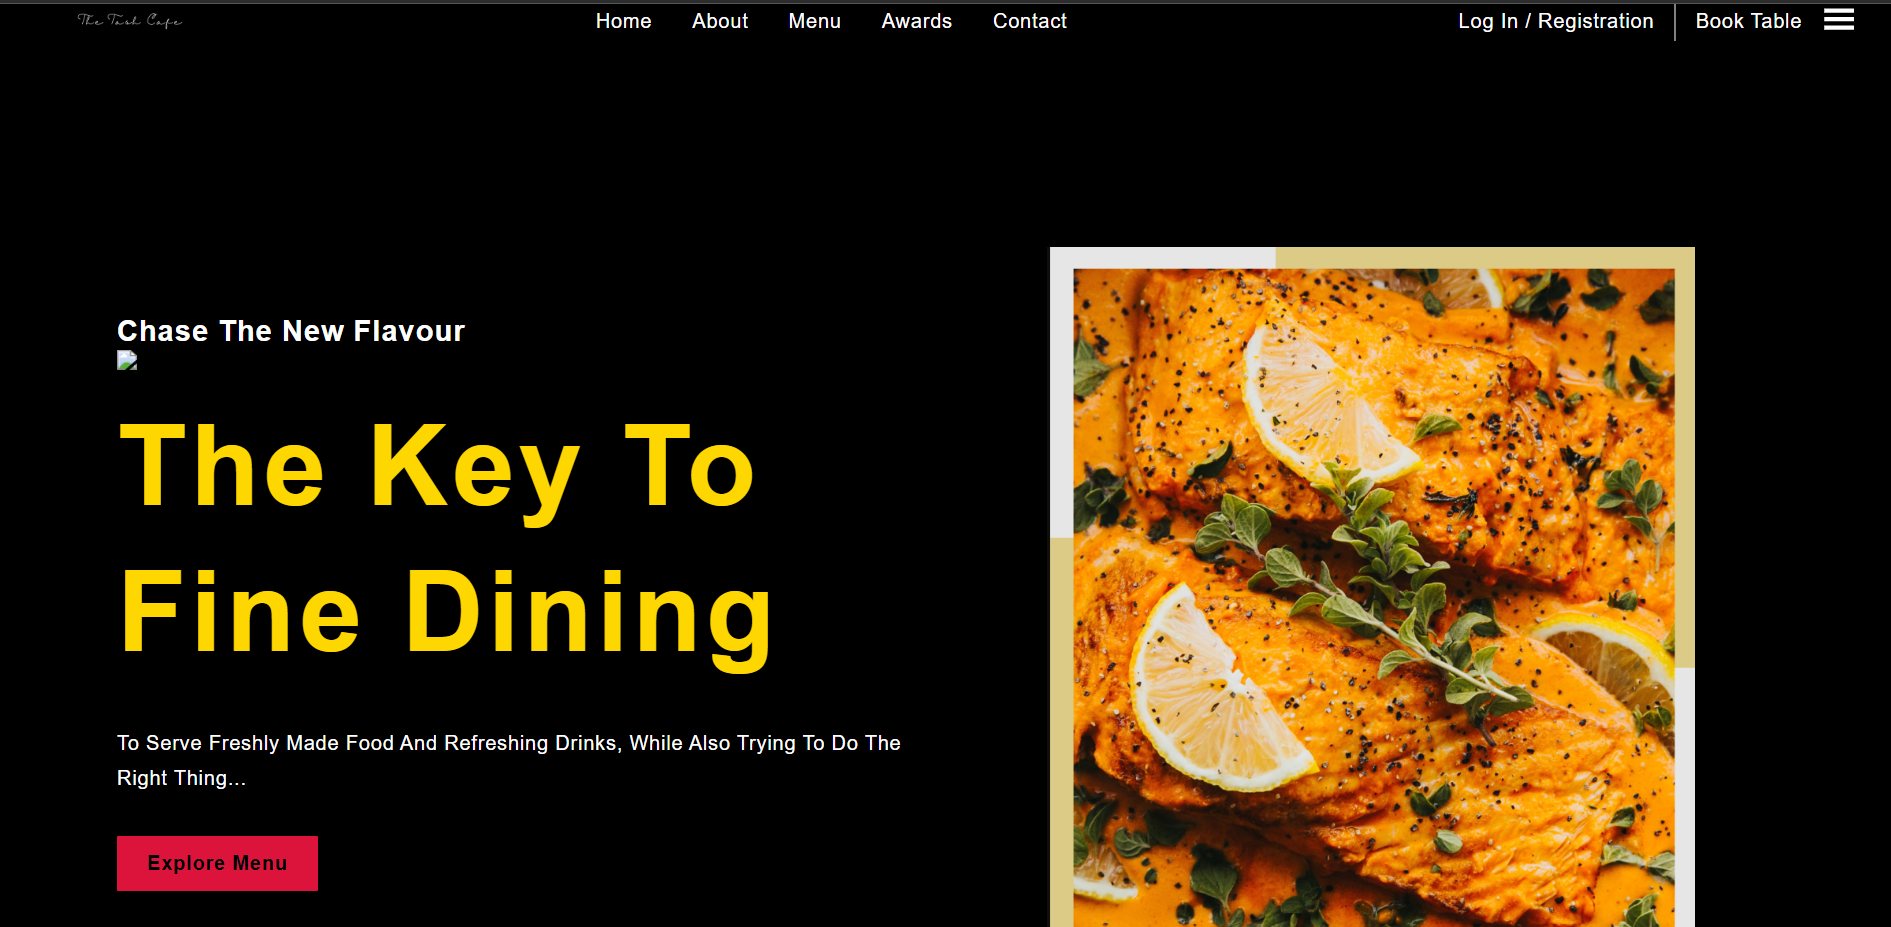 The Tash Cafe
Home About Menu Awards Contact
Log In / Registration Book Table
Chase The New Flavour
The Key To
Fine Dining
To Serve Freshly Made Food And Refreshing Drinks, While Also Trying To Do The
Right Thing...
Explore Menu